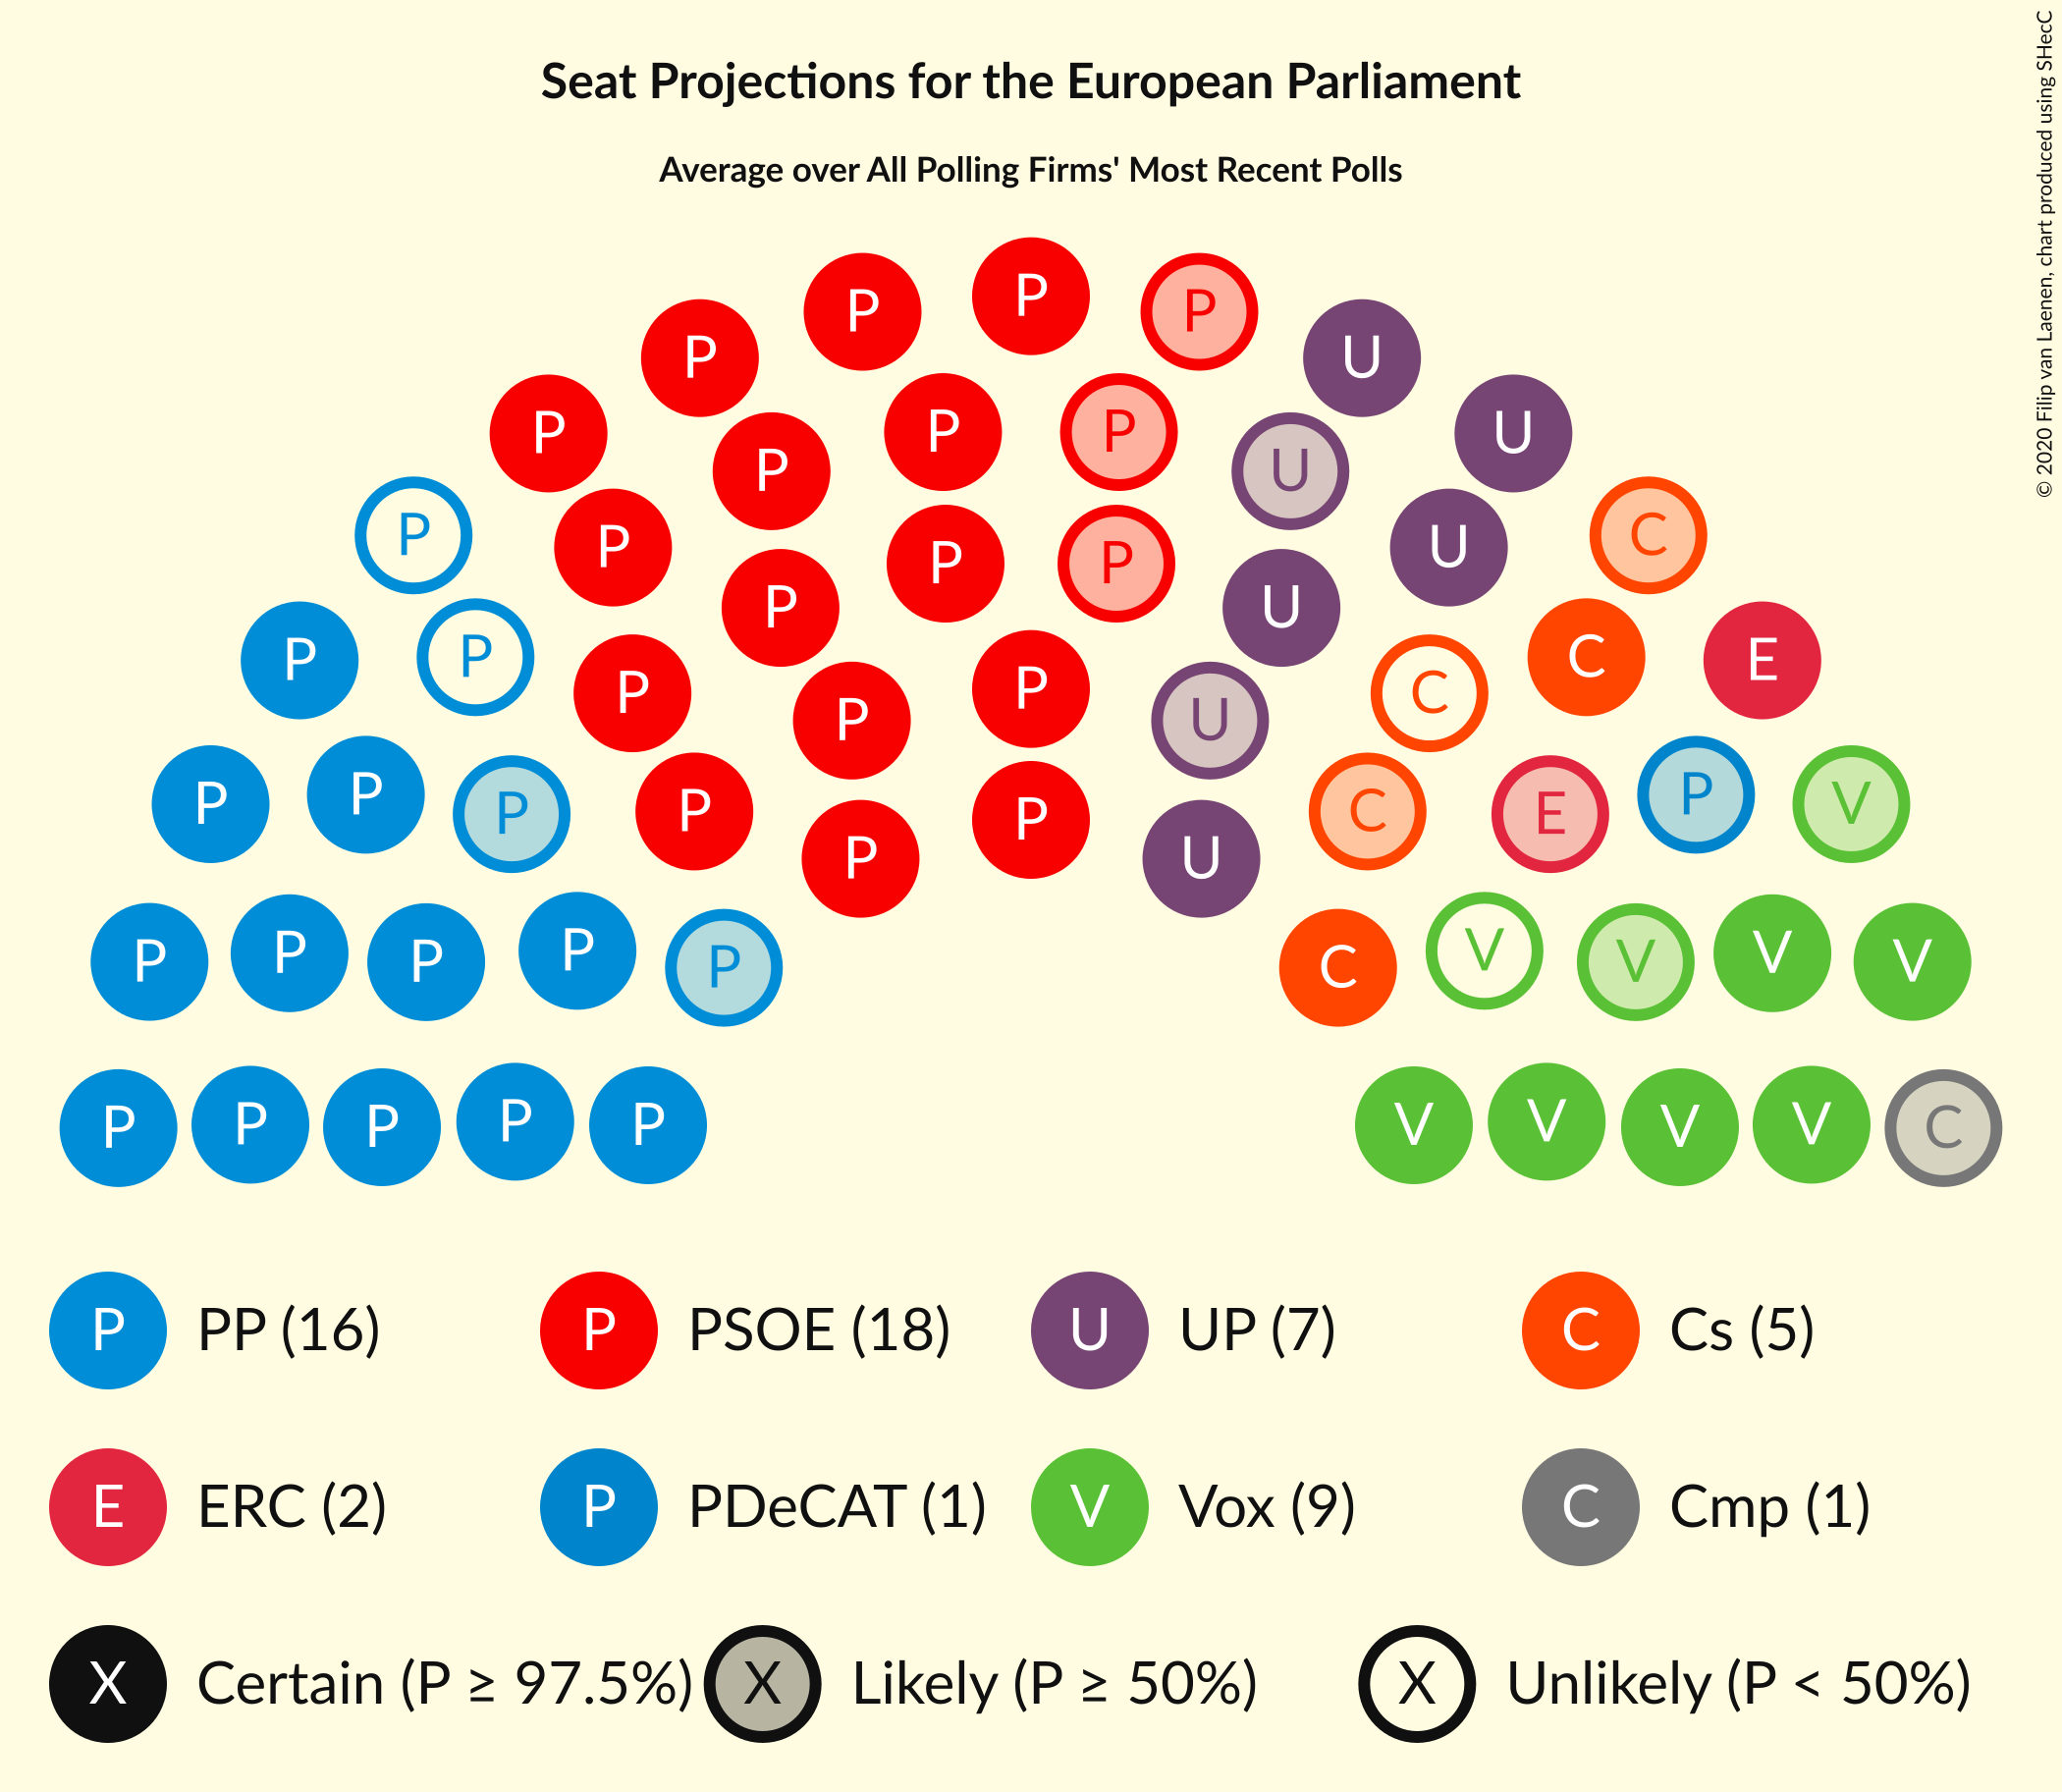 Seat Projections for the European Parliament
Average over All Polling Firms' Most Recent Polls
© 2020 Filip van Laenen, chart produced using SHecC
P
P P
P U
P P P U U
P P
P C
P P P U
P P U
P P C E
P P P U C
P P P P C E P V
P P U
P P P P P C V V V V
P P P P P V V V V C
P PP (16) P PSOE (18) U UP (7) C Cs (5)
E ERC (2) P PDeCAT (1) V Vox (9) C Cmp (1)
X Certain (P ≥ 97.5%) X Likely (P ≥ 50%) X Unlikely (P < 50%)